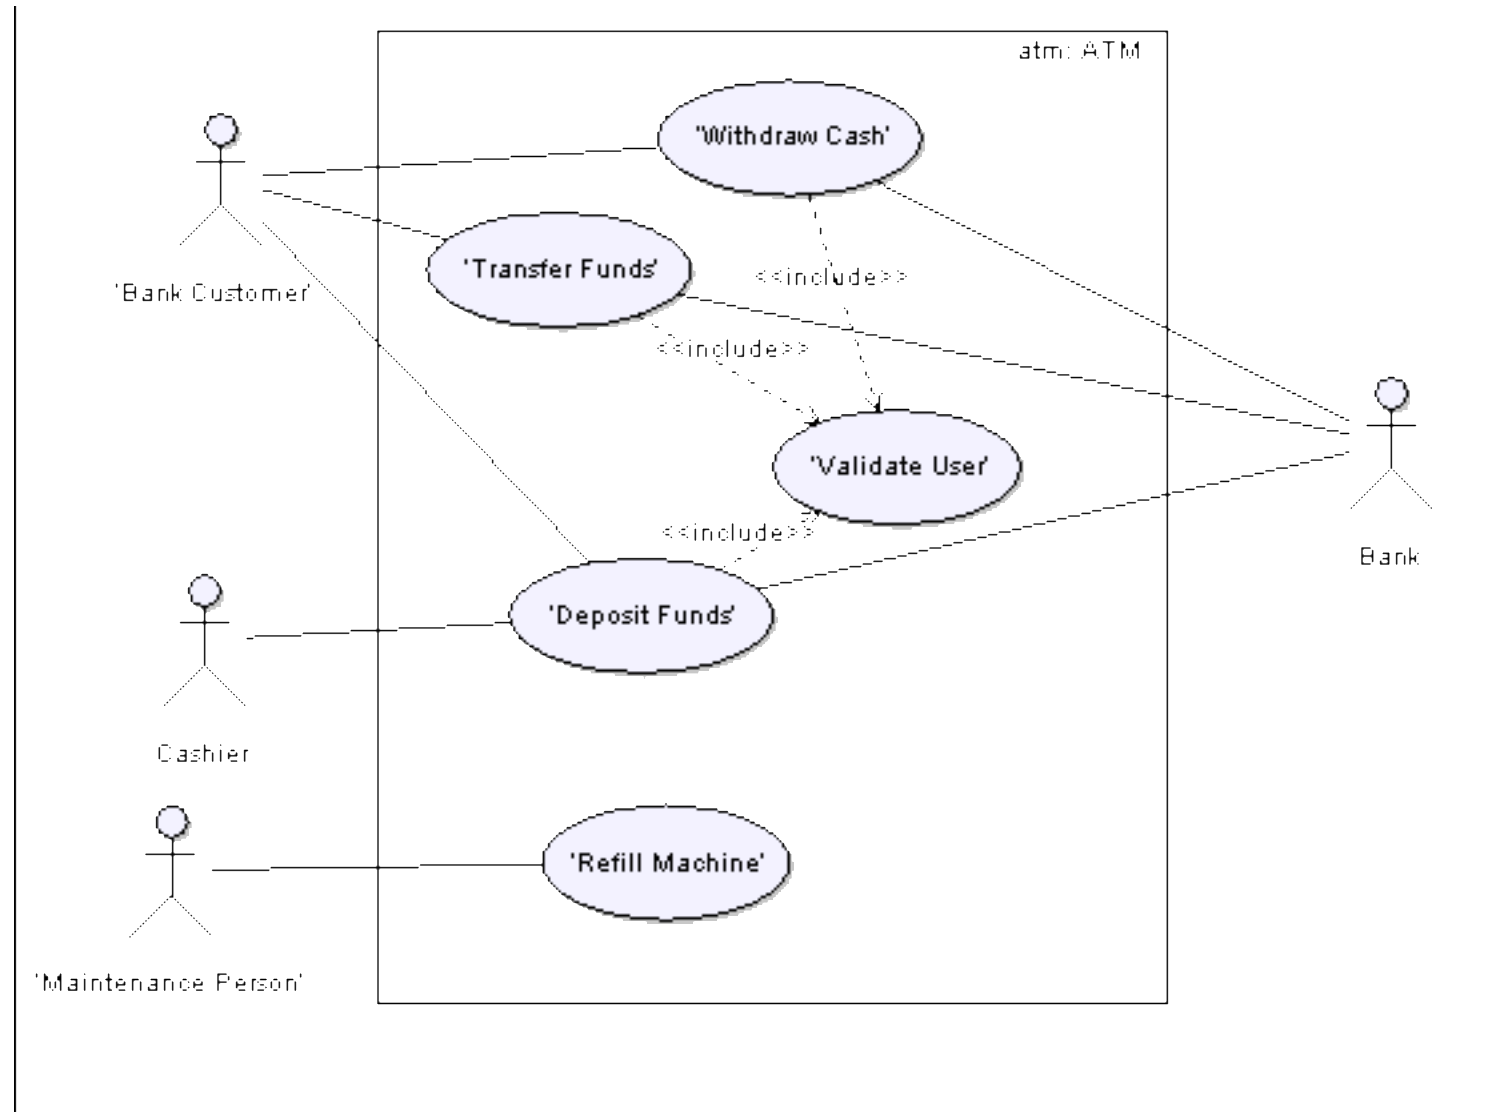 atm: ATM
'Withdraw Cash'
'Transfer Funds'
<<include>>
'Bank Customer'
<<include>>
'Validate User'
<<include>>
Bank
'Deposit Funds'
Cashier
'Refill Machine'
'Maintenance Person'